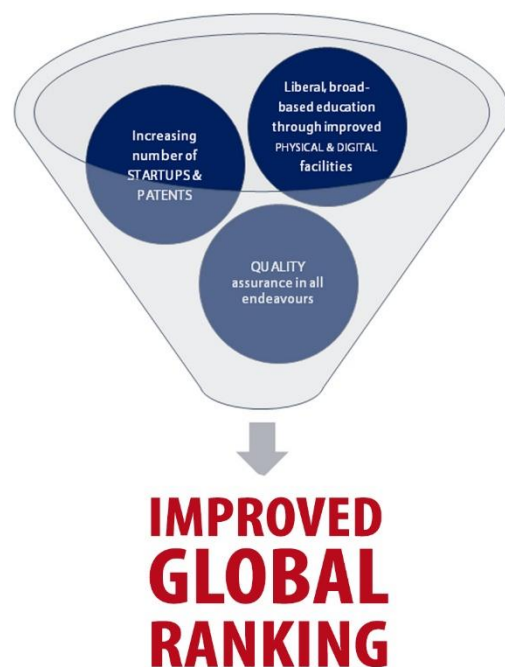 Liberal, broad-
based education
through improved
PHYSICAL & DIGITAL
facilities
Increasing
number of
STARTUPS &
PATENTS
QUALITY
assurance in all
endeavours
IMPROVED
GLOBAL
RANKING